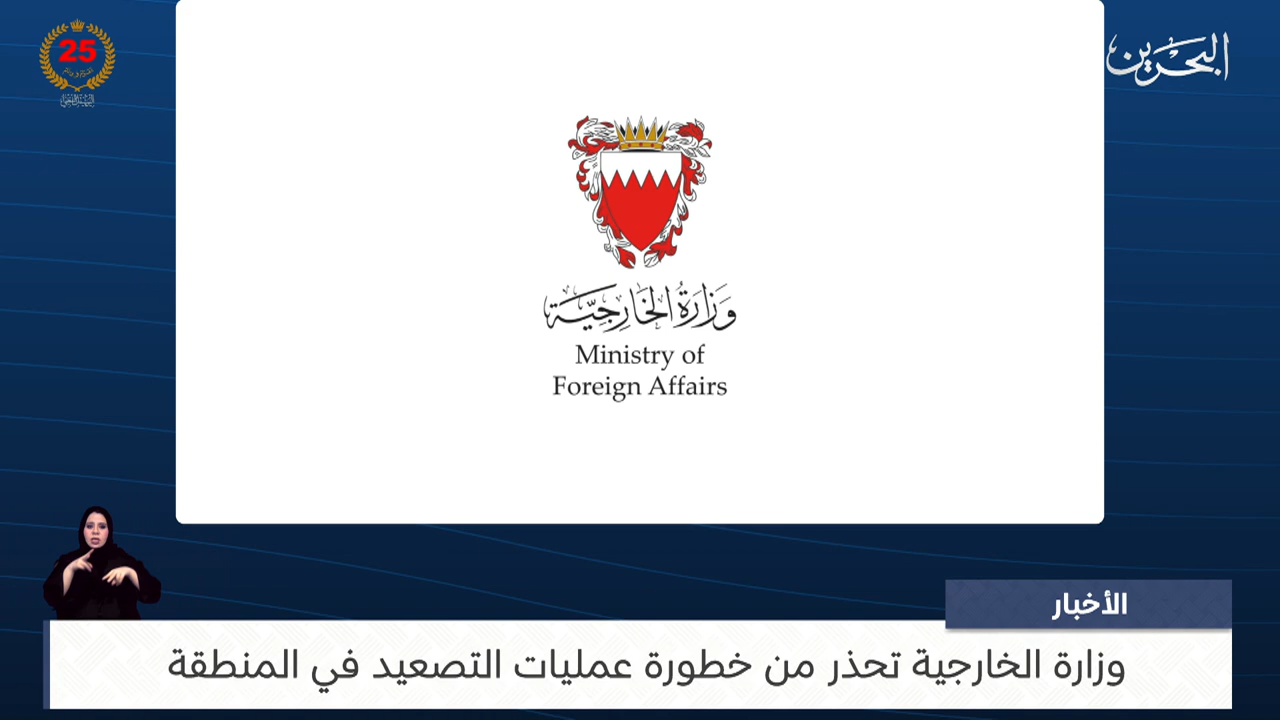 25
البحرين
وزارة الخارجية
Ministry of
Foreign Affairs
الأخبار
وزارة الخارجية تحذر من خطورة عمليات التصعيد في المنطقة